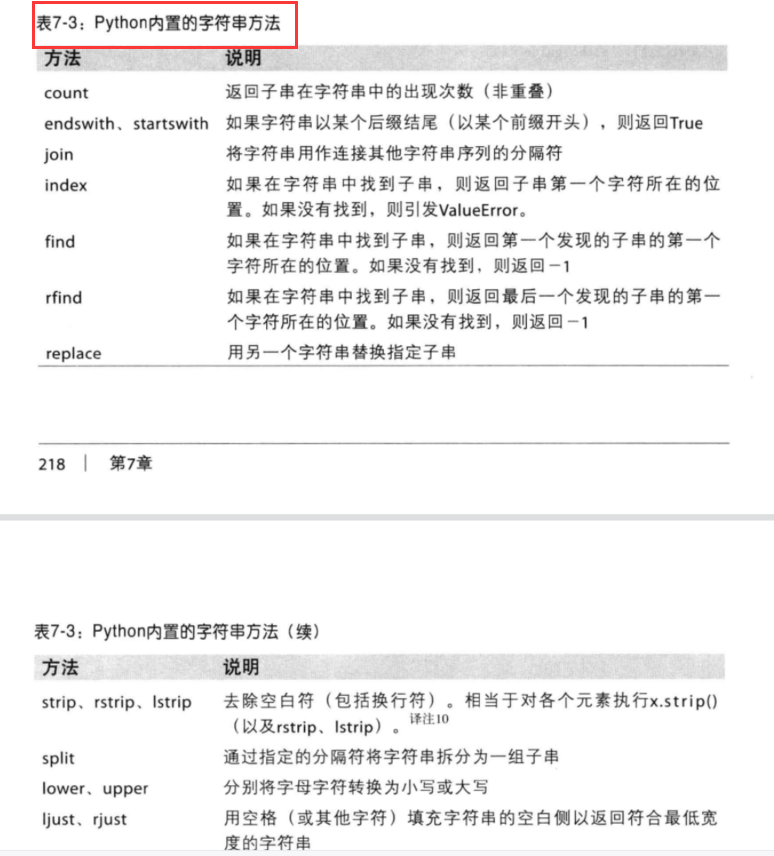 表7-3：Python内置的字符串方法
方法 说明
count 返回子串在字符串中的出现次数（非重叠）
endswith、startswith 如果字符串以某个后缀结尾（以某个前缀开头），则返回True
join 将字符串用作连接其他字符串序列的分隔符
index 如果在字符串中找到子串，则返回子串第一个字符所在的位
置。如果没有找到，则引发ValueError。
find 如果在字符串中找到子串，则返回第一个发现的子串的第一个
字符所在的位置。如果没有找到，则返回－1
rfind 如果在字符串中找到子串，则返回最后一个发现的子串的第一
个字符所在的位置。如果没有找到，则返回－1
replace 用另一个字符串替换指定子串
218 | 第7章
表7-3：Python内置的字符串方法（续）
方法 说明
strip、rstrip、lstrip 去除空白符（包括换行符）。相当于对各个元素执行x.strip()
（以及rstrip、lstrip）。译注10
split 通过指定的分隔符将字符串拆分为一组子串
lower、upper 分别将字母字符转换为小写或大写
ljust、rjust 用空格（或其他字符）填充字符串的空白侧以返回符合最低宽
度的字符串